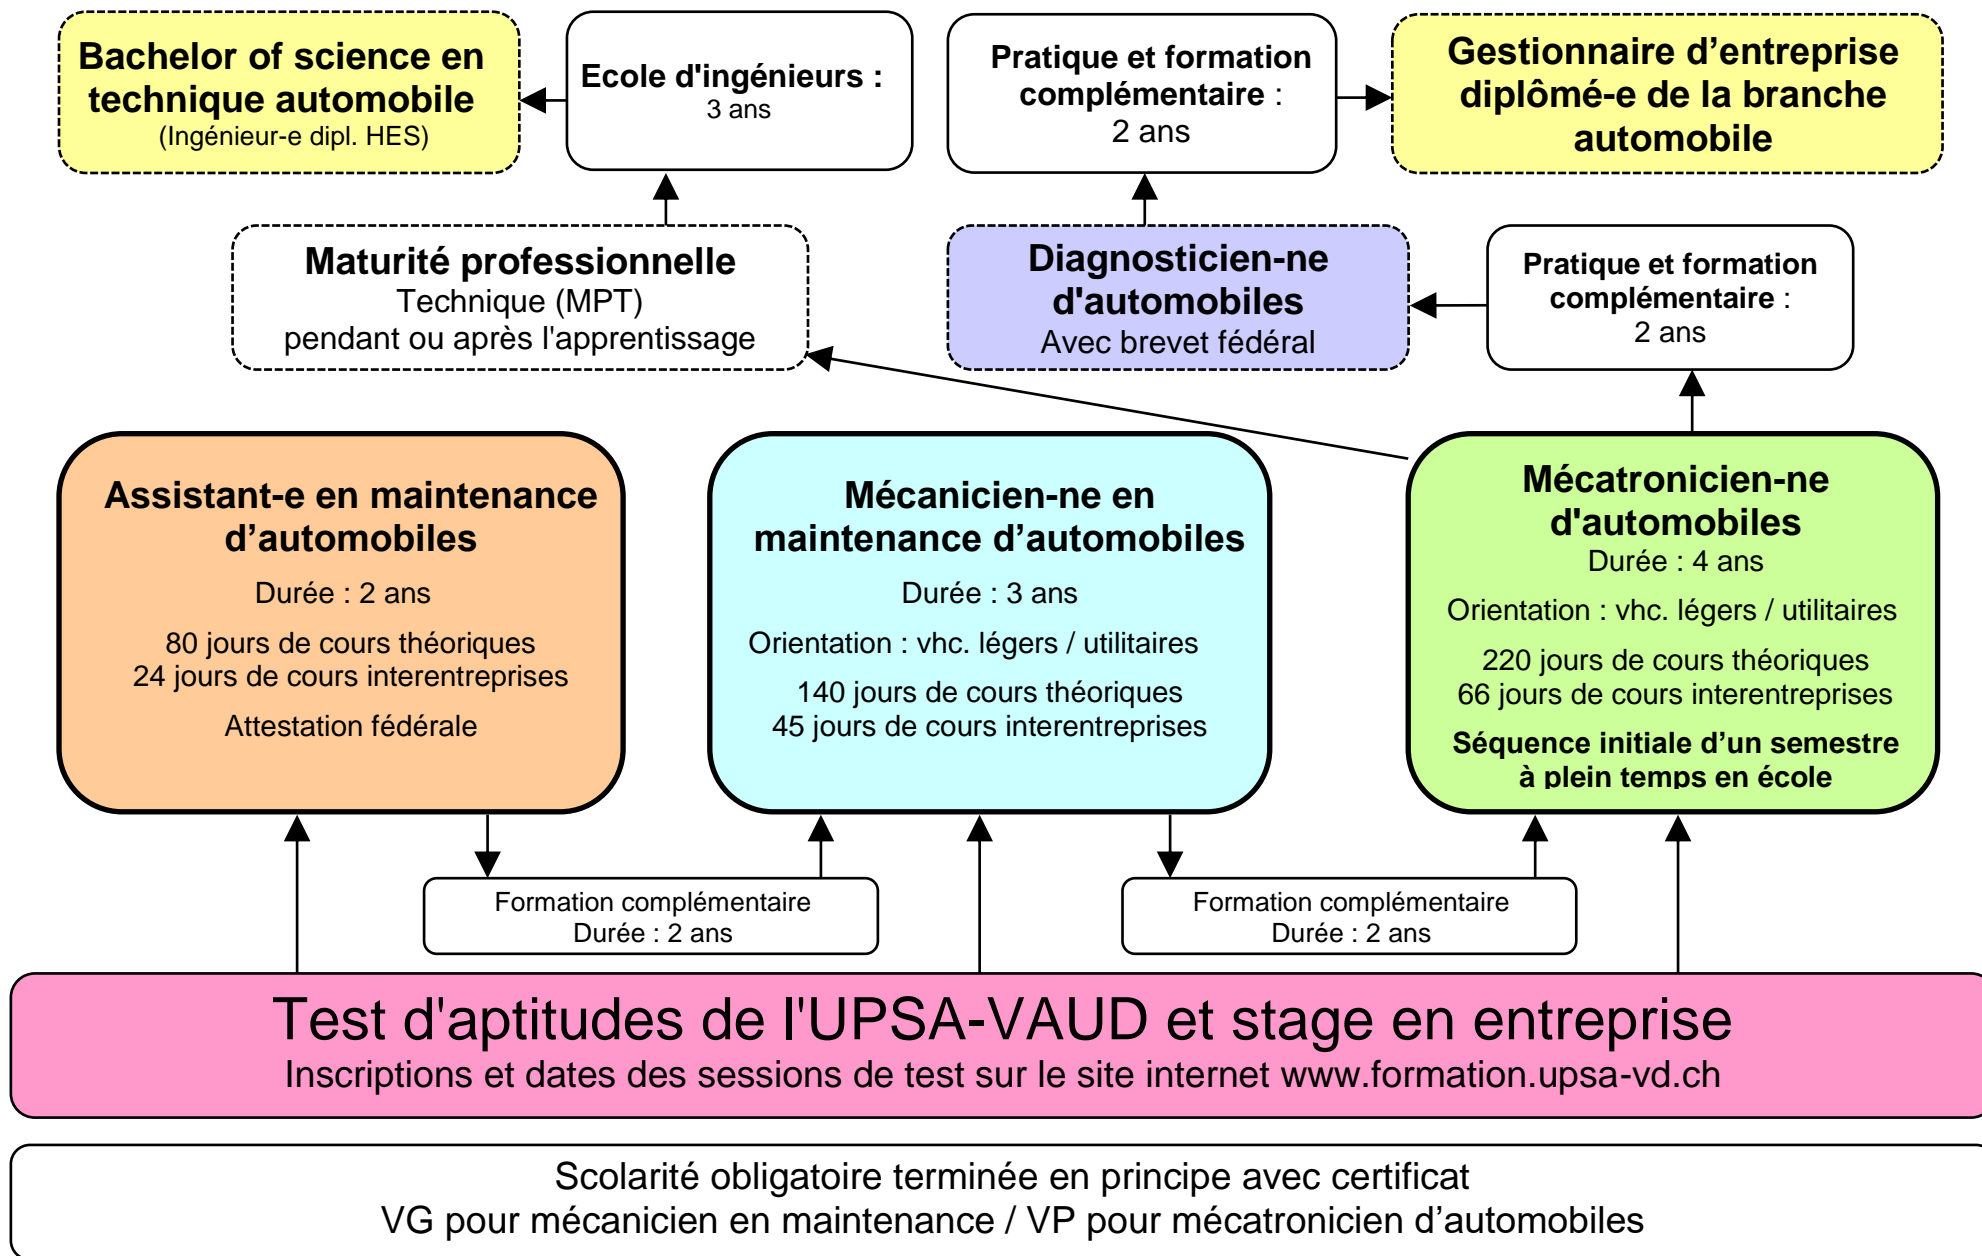 Bachelor of science en
technique automobile
(Ingénieur-e dipl. HES)
Ecole d'ingénieurs :
3 ans
Pratique et formation
complémentaire :
2 ans
Gestionnaire d’entreprise
diplômé-e de la branche
automobile
Maturité professionnelle
Technique (MPT)
pendant ou après l'apprentissage
Diagnosticien-ne
d'automobiles
Avec brevet fédéral
Pratique et formation
complémentaire :
2 ans
Assistant-e en maintenance
d’automobiles
Durée : 2 ans
80 jours de cours théoriques
24 jours de cours interentreprises
Attestation fédérale
Mécanicien-ne en
maintenance d’automobiles
Durée : 3 ans
Orientation : vhc. légers / utilitaires
140 jours de cours théoriques
45 jours de cours interentreprises
Mécatronicien-ne
d'automobiles
Durée : 4 ans
Orientation : vhc. légers / utilitaires
220 jours de cours théoriques
66 jours de cours interentreprises
Séquence initiale d’un semestre
à plein temps en école
Formation complémentaire
Durée : 2 ans
Formation complémentaire
Durée : 2 ans
Test d'aptitudes de l'UPSA-VAUD et stage en entreprise
Inscriptions et dates des sessions de test sur le site internet www.formation.upsa-vd.ch
Scolarité obligatoire terminée en principe avec certificat
VG pour mécanicien en maintenance / VP pour mécatronicien d’automobiles